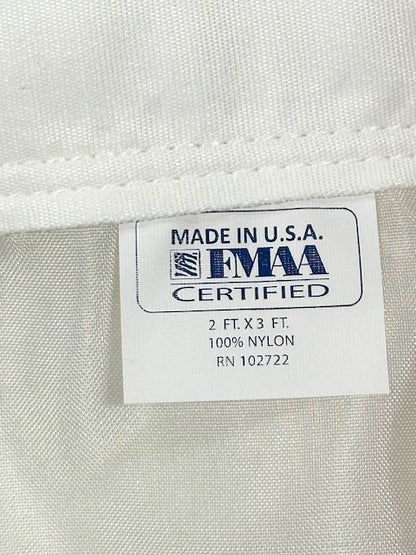 MADE IN U.S.A.
FMAA
CERTIFIED
2 FT. X 3 FT.
100% NYLON
RN 102722